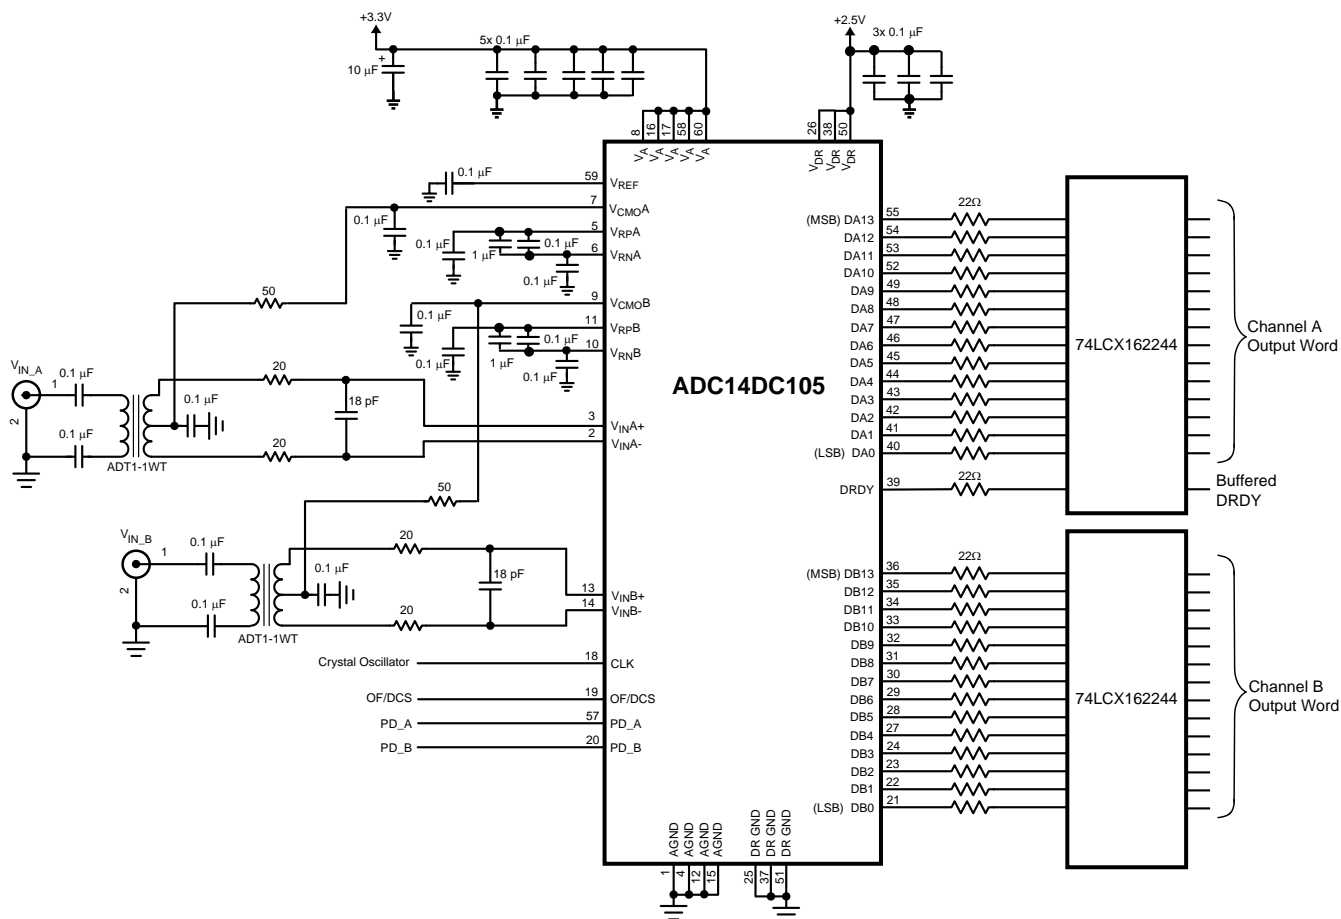 +3.3V
10 µF
+
5x 0.1 µF
+2.5V
3x 0.1 µF
8
16
17
58
60
VA
VA
VA
VA
VA
26
38
50
VDR
VDR
VDR
0.1 µF
59
VREF
7
VCMOA
0.1 µF
5
VRPA
0.1 µF
1 µF
0.1 µF
6
VRNA
0.1 µF
50
9
VCMOB
0.1 µF
11
VRPB
0.1 µF
1 µF
0.1 µF
10
VRNB
0.1 µF
VIN_A
1
2
0.1 µF
0.1 µF
ADT1-1WT
0.1 µF
20
20
18 pF
3
VINA+
2
VINA-
50
VIN_B
1
2
0.1 µF
0.1 µF
ADT1-1WT
0.1 µF
20
20
18 pF
13
VINB+
14
VINB-
Crystal Oscillator
18
CLK
OF/DCS
19
OF/DCS
PD_A
57
PD_A
PD_B
20
PD_B
ADC14DC105
AGND
AGND
AGND
AGND
1
4
12
15
DR GND
DR GND
DR GND
25
37
51
22Ω
(MSB) DA13 55
DA12 54
DA11 53
DA10 52
DA9 49
DA8 48
DA7 47
DA6 46
DA5 45
DA4 44
DA3 43
DA2 42
DA1 41
(LSB) DA0 40
DRDY 39
22Ω
74LCX162244
Channel A
Output Word
Buffered
DRDY
22Ω
(MSB) DB13 36
DB12 35
DB11 34
DB10 33
DB9 32
DB8 31
DB7 30
DB6 29
DB5 28
DB4 27
DB3 24
DB2 23
DB1 22
(LSB) DB0 21
74LCX162244
Channel B
Output Word